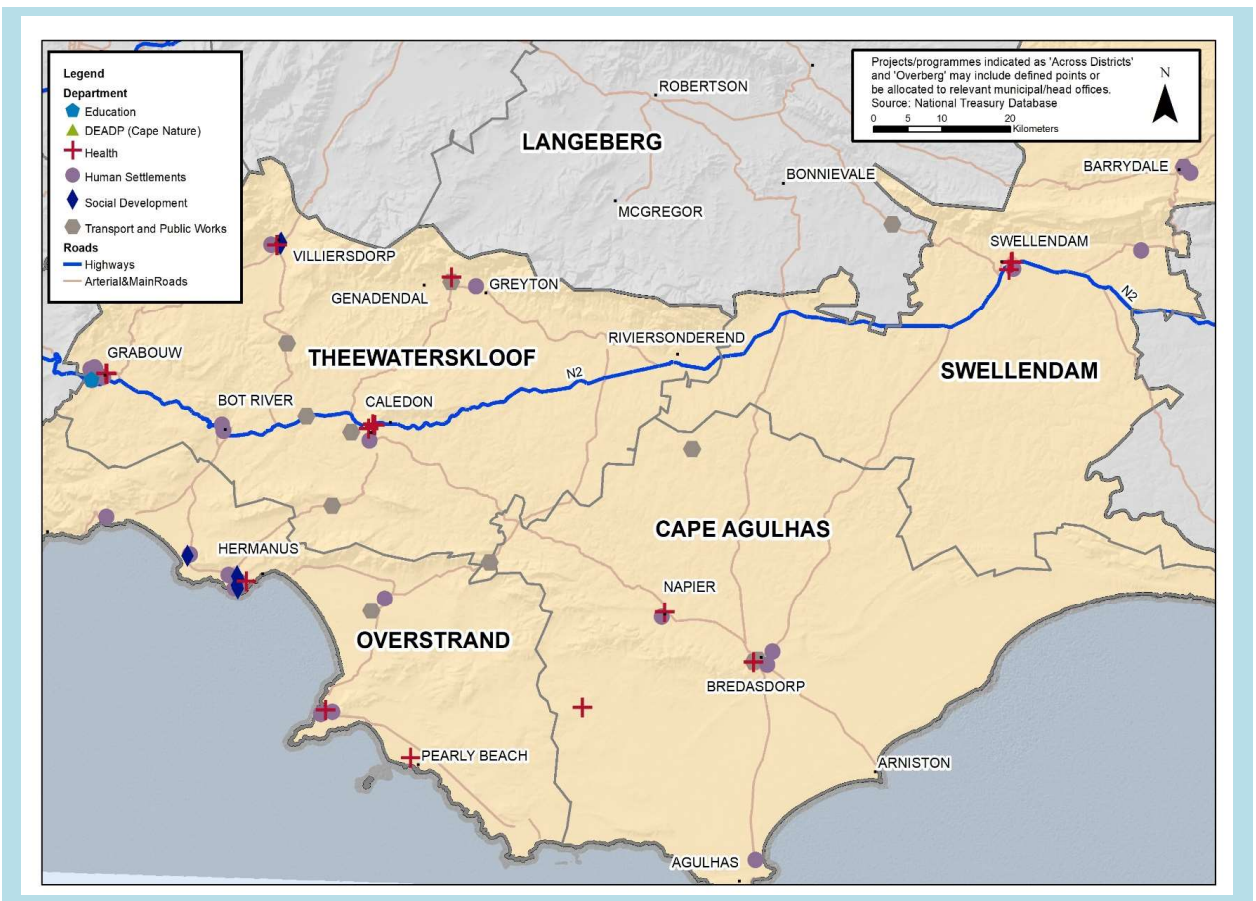 Legend
Department
Education
DEADP (Cape Nature)
Health
Human Settlements
Social Development
Transport and Public Works
Roads
Highways
Arterial&MainRoads
Projects/programmes indicated as 'Across Districts'
and 'Overberg' may include defined points or
be allocated to relevant municipal/head offices.
Source: National Treasury Database
0 5 10 20
Kilometers
N
ROBERTSON
LANGEBERG
BONNIEVALE
BARRYDALE
MCGREGOR
SWELLENDAM
VILLIERSDORP
GENADENDAL
GREYTON
N2
RIVIERSONDEREND
GRABOUW
THEEWATERSKLOOF
N2
SWELLENDAM
BOT RIVER
CALEDON
CAPE AGULHAS
HERMANUS
NAPIER
OVERSTRAND
BREDASDORP
PEARLY BEACH
ARNISTON
AGULHAS